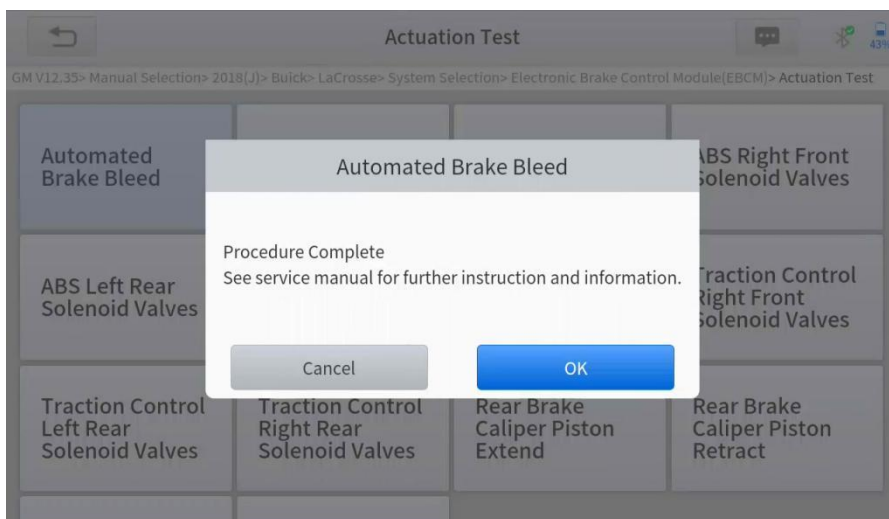 Actuation Test
43%
GM V12.35> Manual Selection> 2018(J)> Buick> LaCrosse> System Selection> Electronic Brake Control Module(EBCM)> Actuation Test
Automated
Brake Bleed
ABS Right Front
Solenoid Valves
Automated Brake Bleed
Procedure Complete
See service manual for further instruction and information.
Cancel
OK
ABS Left Rear
Solenoid Valves
Traction Control
Right Front
Solenoid Valves
Traction Control
Left Rear
Solenoid Valves
Traction Control
Right Rear
Solenoid Valves
Rear Brake
Caliper Piston
Extend
Rear Brake
Caliper Piston
Retract